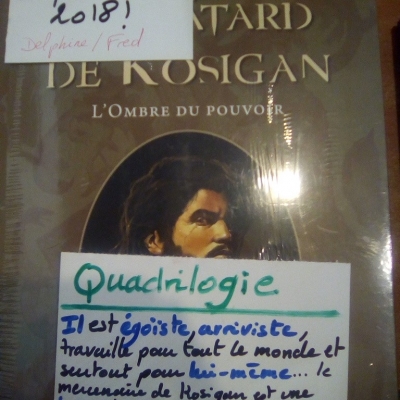 2018!
Delphine/Fred
ATARD
DE KOSIGAN
L'OMBRE DU POUVOIR
Quadrilogie
Il est égoïste, arriviste,
travaille pour tout le monde et
surtout pour lui-même... le
mercenaire de Kosigan est une